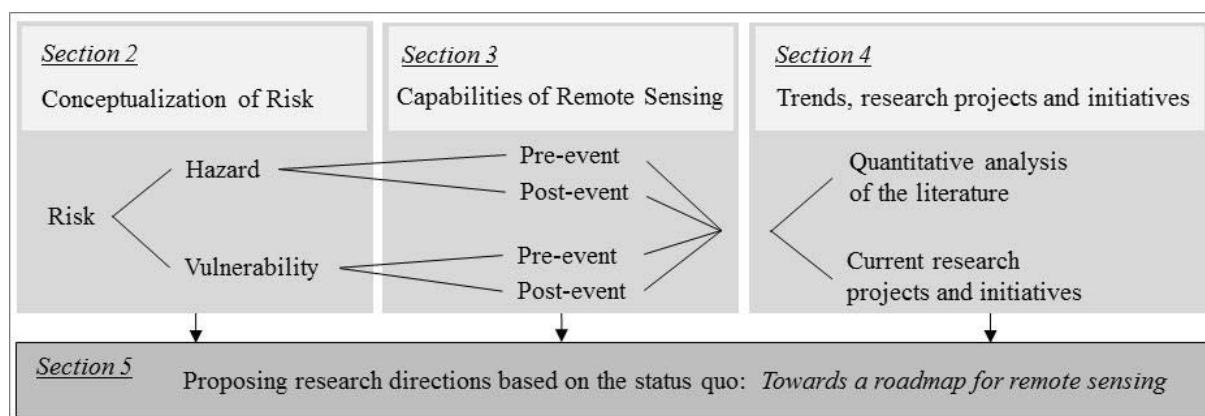 Section 2
Conceptualization of Risk
Risk
Hazard
Vulnerability
Section 3
Capabilities of Remote Sensing
Pre-event
Post-event
Pre-event
Post-event
Section 4
Trends, research projects and initiatives
Quantitative analysis
of the literature
Current research
projects and initiatives
Section 5
Proposing research directions based on the status quo: Towards a roadmap for remote sensing